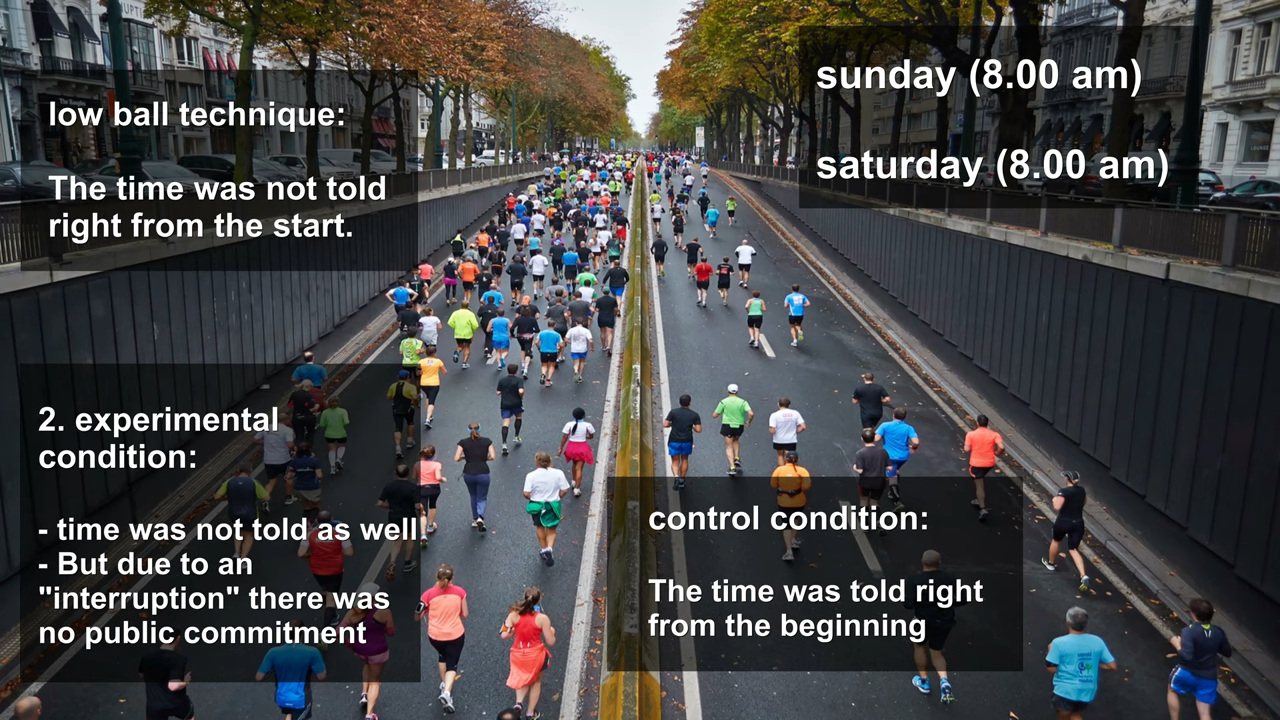 low ball technique:
The time was not told
right from the start.
sunday (8.00 am)
saturday (8.00 am)
2. experimental
condition:
- time was not told as well
- But due to an
"interruption" there was
no public commitment
control condition:
The time was told right
from the beginning